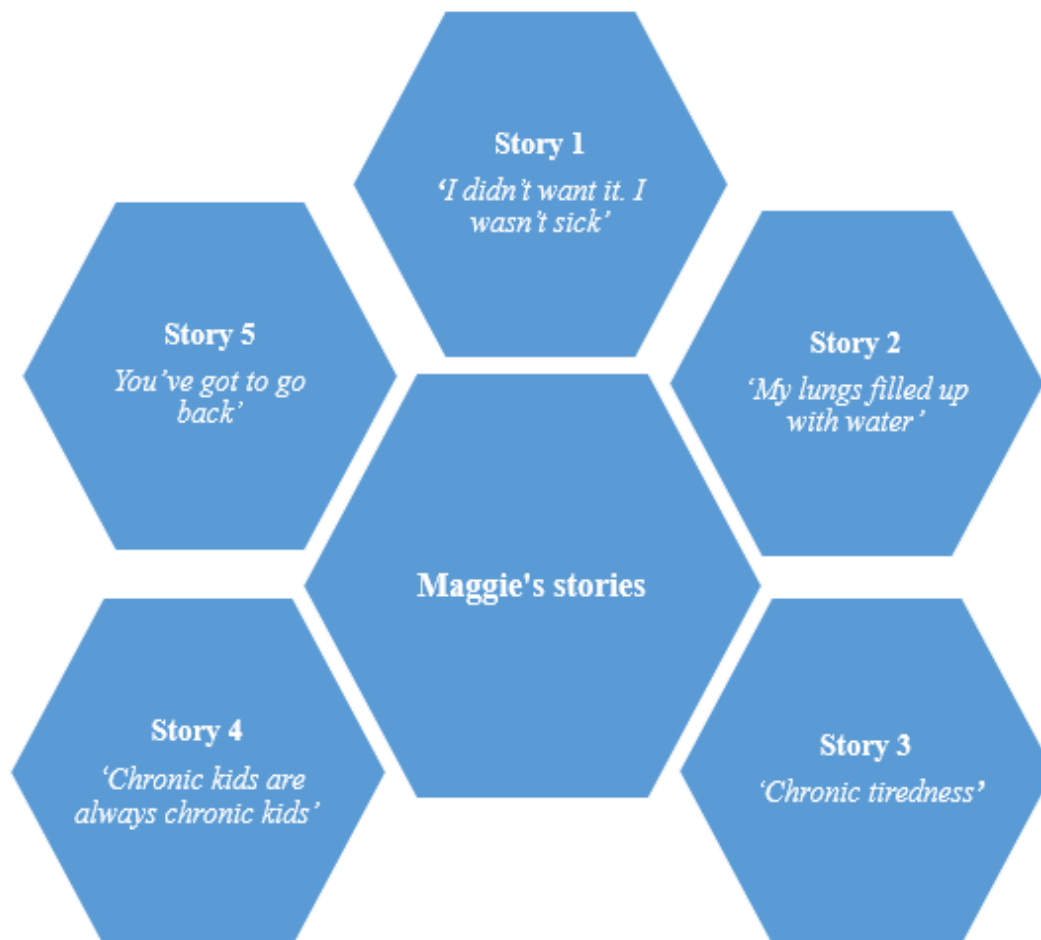 Story 1
‘I didn’t want it. I
wasn’t sick’
Story 2
‘My lungs filled up
with water’
Story 3
‘Chronic tiredness’
Story 4
‘Chronic kids are
always chronic kids’
Story 5
You’ve got to go
back’
Maggie's stories